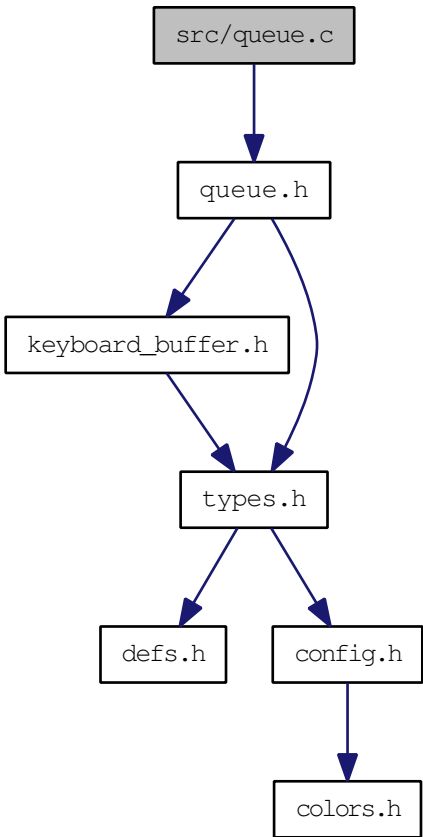 src/queue.c
queue.h
keyboard_buffer.h
types.h
defs.h
config.h
colors.h